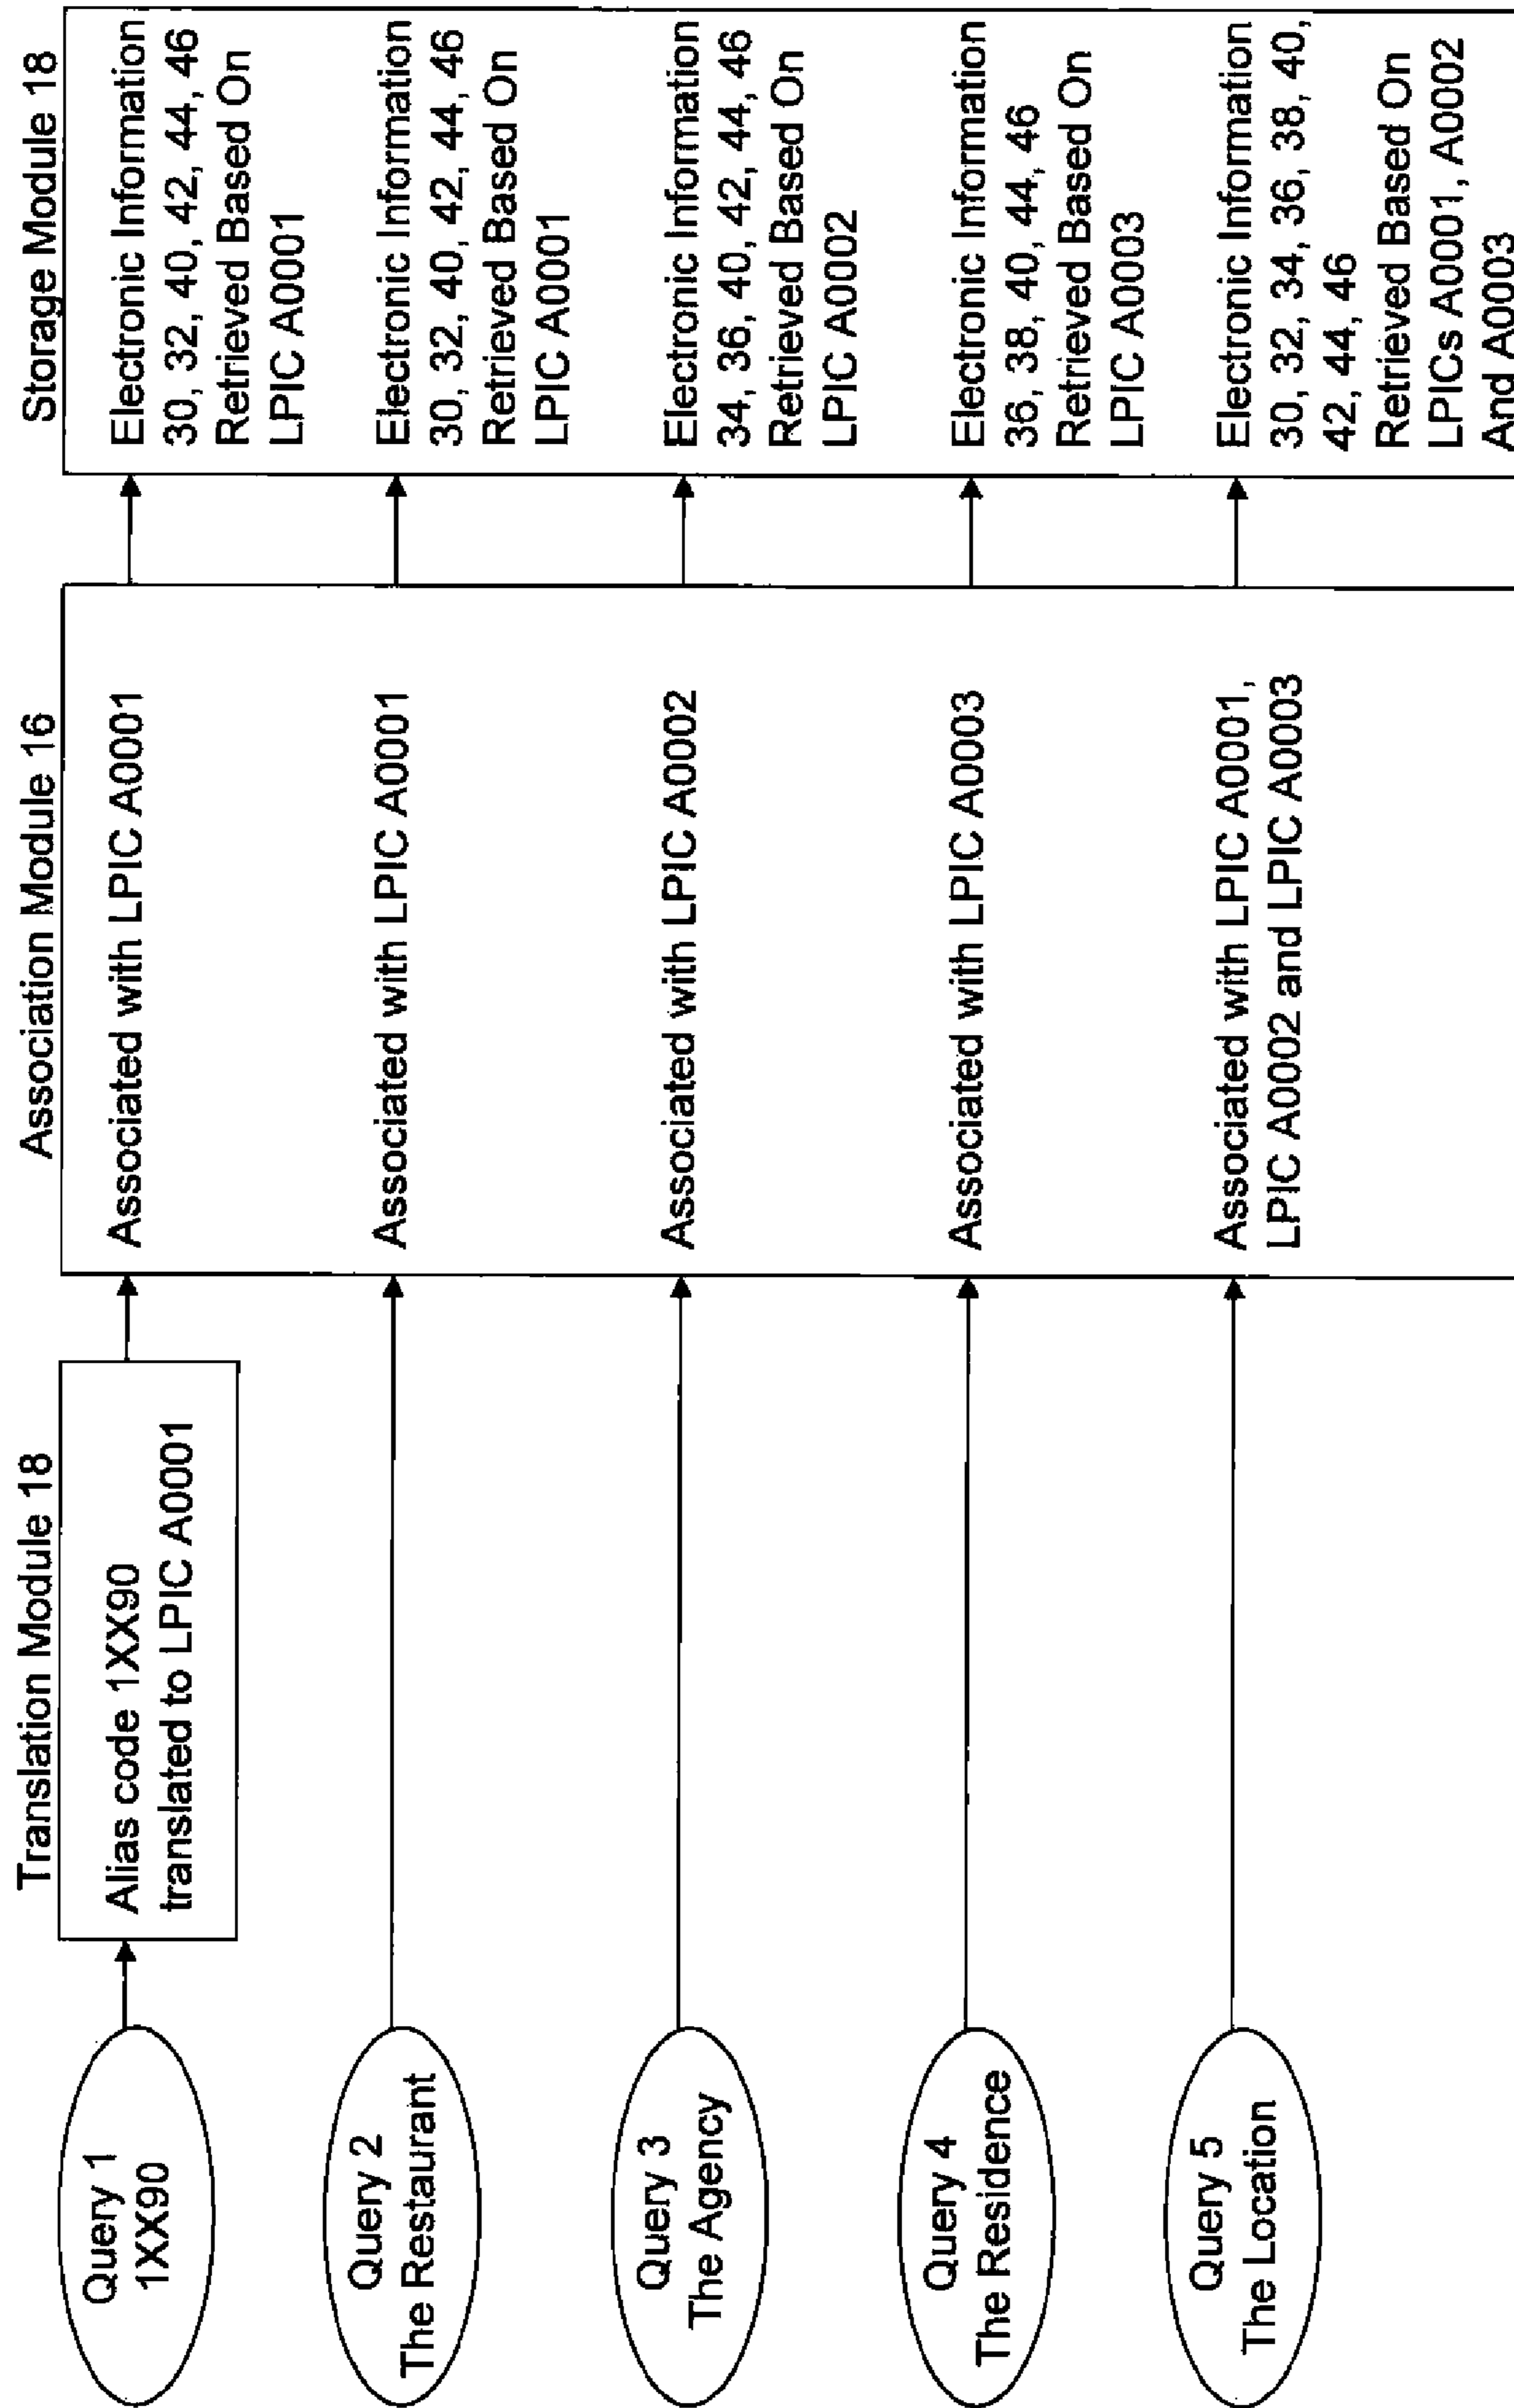 Translation Module 18
Association Module 16
Storage Module 18
Query 1
1XX90
Alias code 1XX90
translated to LPIC A0001
Associated with LPIC A0001
Electronic Information
30, 32, 40, 42, 44, 46
Retrieved Based On
LPIC A0001
Query 2
The Restaurant
Associated with LPIC A0001
Electronic Information
30, 32, 40, 42, 44, 46
Retrieved Based On
LPIC A0001
Query 3
The Agency
Associated with LPIC A0002
Electronic Information
34, 36, 40, 42, 44, 46
Retrieved Based On
LPIC A0002
Query 4
The Residence
Associated with LPIC A0003
Electronic Information
36, 38, 40, 44, 46
Retrieved Based On
LPIC A0003
Query 5
The Location
Associated with LPIC A0001,
LPIC A0002 and LPIC A0003
Electronic Information
30, 32, 34, 36, 38, 40,
42, 44, 46
Retrieved Based On
LPICs A0001, A0002
And A0003